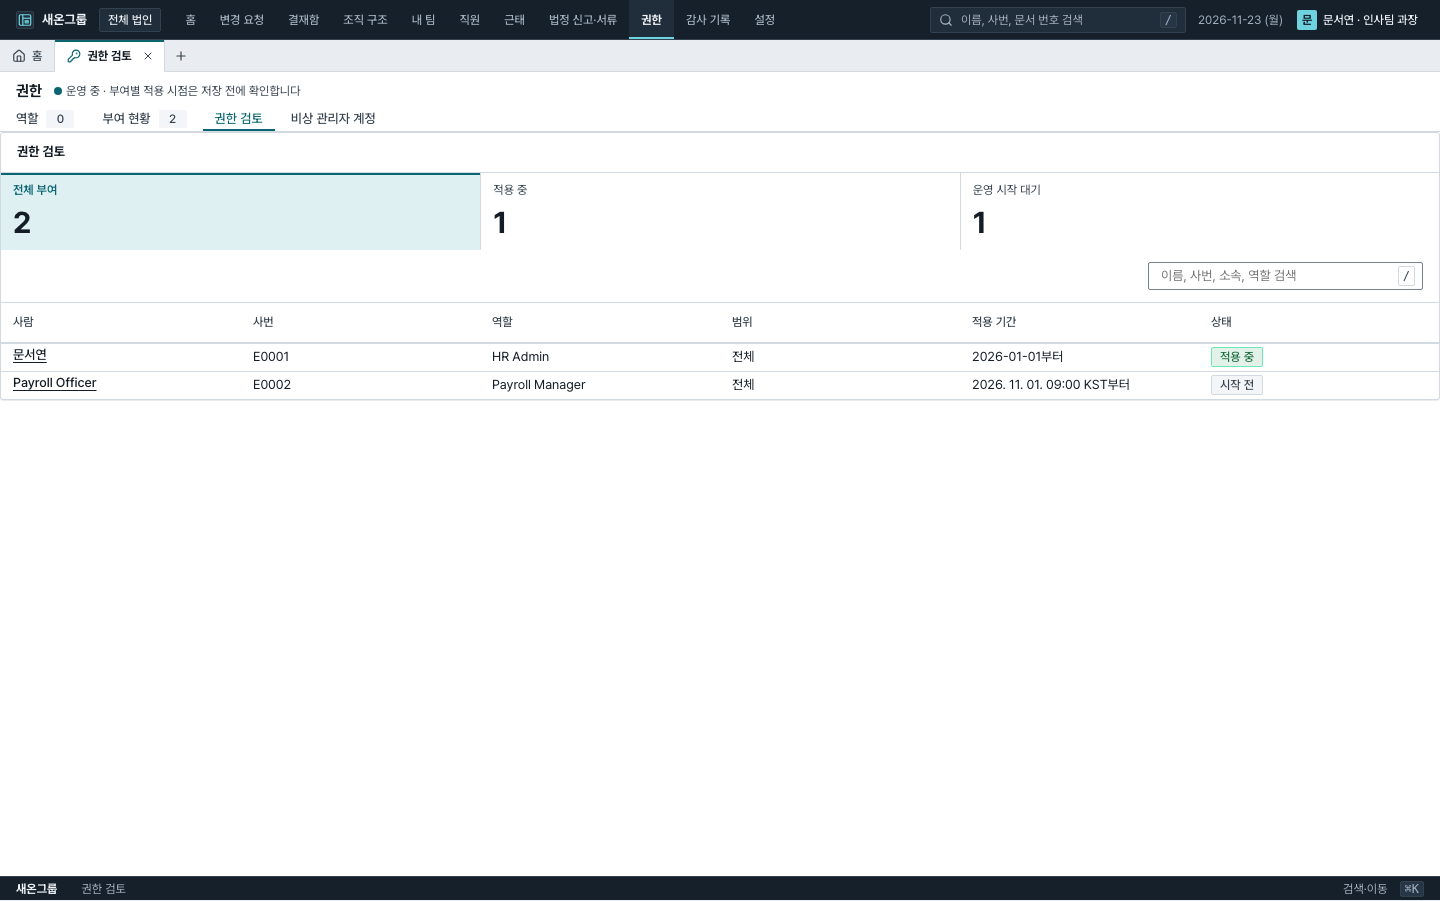 새온그룹 전체 법인 홈 변경 요청 결재함 조직 구조 내 팀 직원 근태 법정 신고·서류 권한 감사 기록 설정 이름, 사번, 문서 번호 검색 / 2026-11-23 (월) 문 문서연 · 인사팀 과장
홈 권한 검토
권한 운영 중 · 부여별 적용 시점은 저장 전에 확인합니다
역할 0 부여 현황 2 권한 검토 비상 관리자 계정
권한 검토
전체 부여 적용 중 운영 시작 대기
2 1 1
이름, 사번, 소속, 역할 검색 /
사람 사번 역할 범위 적용 기간 상태
문서연 E0001 HR Admin 전체 2026-01-01부터 적용 중
Payroll Officer E0002 Payroll Manager 전체 2026. 11. 01. 09:00 KST부터 시작 전
새온그룹 권한 검토 검색·이동 ⌘K